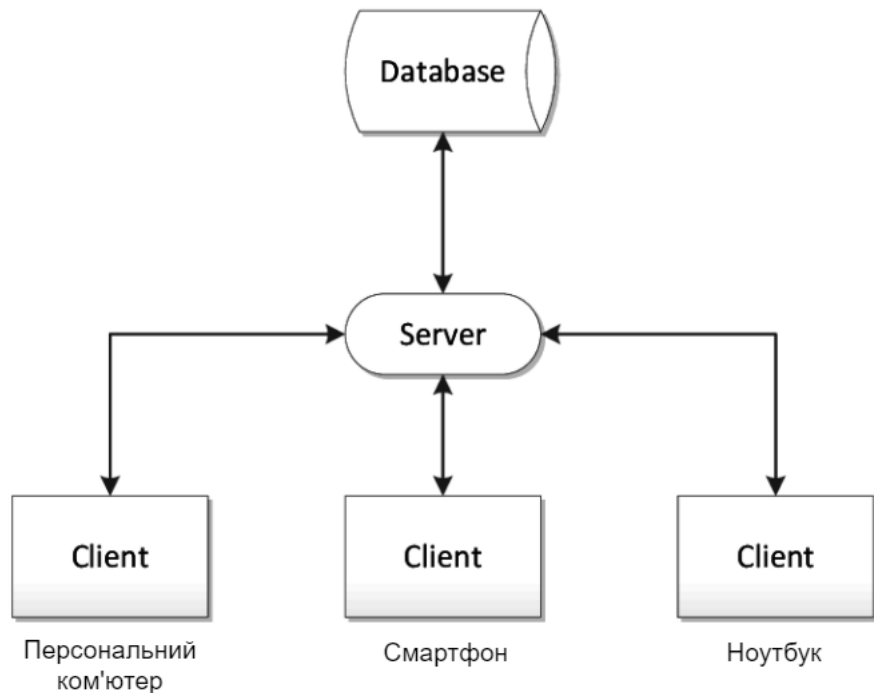 Database
Server
Client
Client
Client
Персональний
ком'ютер
Смартфон
Ноутбук